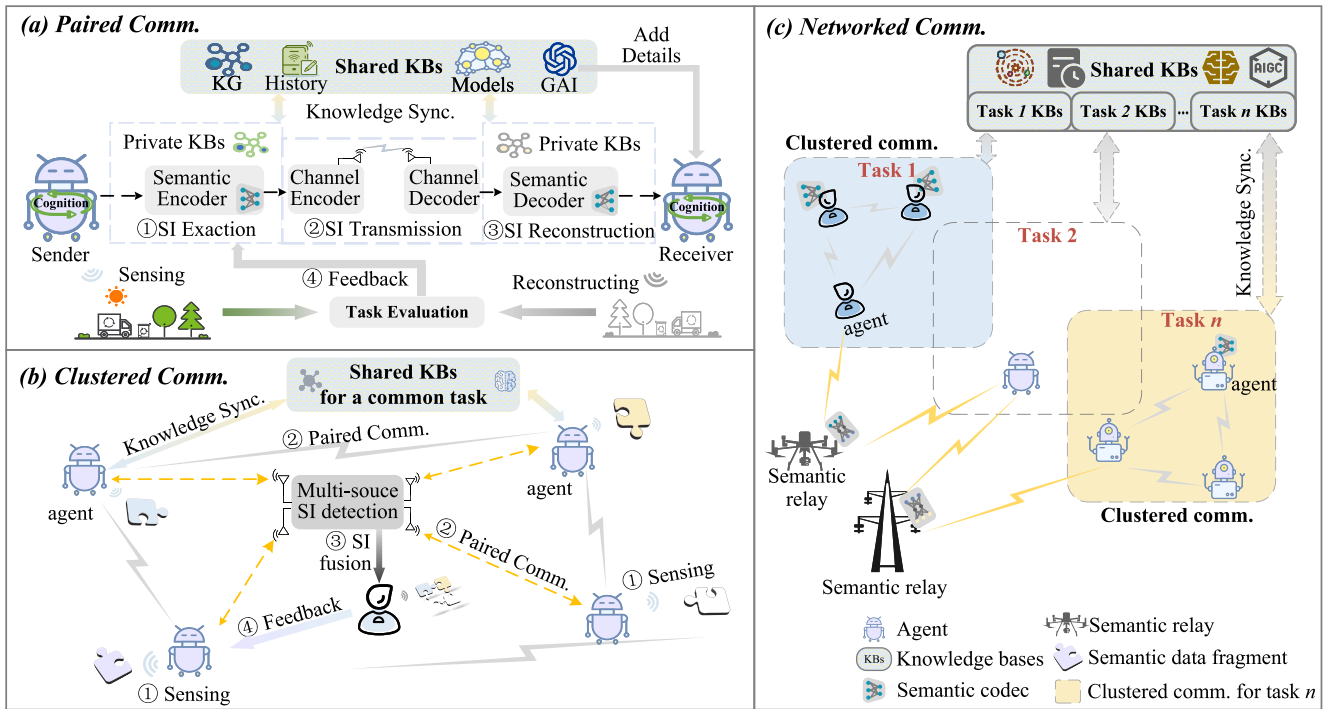 (a) Paired Comm.
KG
History
Shared KBs
Models
GAI
Add
Details
Knowledge Sync.
Private KBs
Private KBs
Cognition
Semantic
Encoder
Channel
Encoder
Channel
Decoder
Semantic
Decoder
Cognition
①SI Exaction
②SI Transmission
③SI Reconstruction
Sender
Receiver
Sensing
④ Feedback
Reconstructing
Task Evaluation
(b) Clustered Comm.
Shared KBs
for a common task
Knowledge Sync.
② Paired Comm.
agent
agent
Multi-souce
SI detection
③ SI
fusion
② Paired Comm.
① Sensing
④ Feedback
① Sensing
(c) Networked Comm.
Shared KBs
AIGC
Task 1 KBs
Task 2 KBs
...
Task n KBs
Clustered comm.
Task 1
agent
Task 2
Knowledge Sync.
Task n
agent
Clustered comm.
Semantic
relay
Semantic relay
Agent
Semantic relay
KBs
Knowledge bases
Semantic data fragment
Semantic codec
Clustered comm. for task n